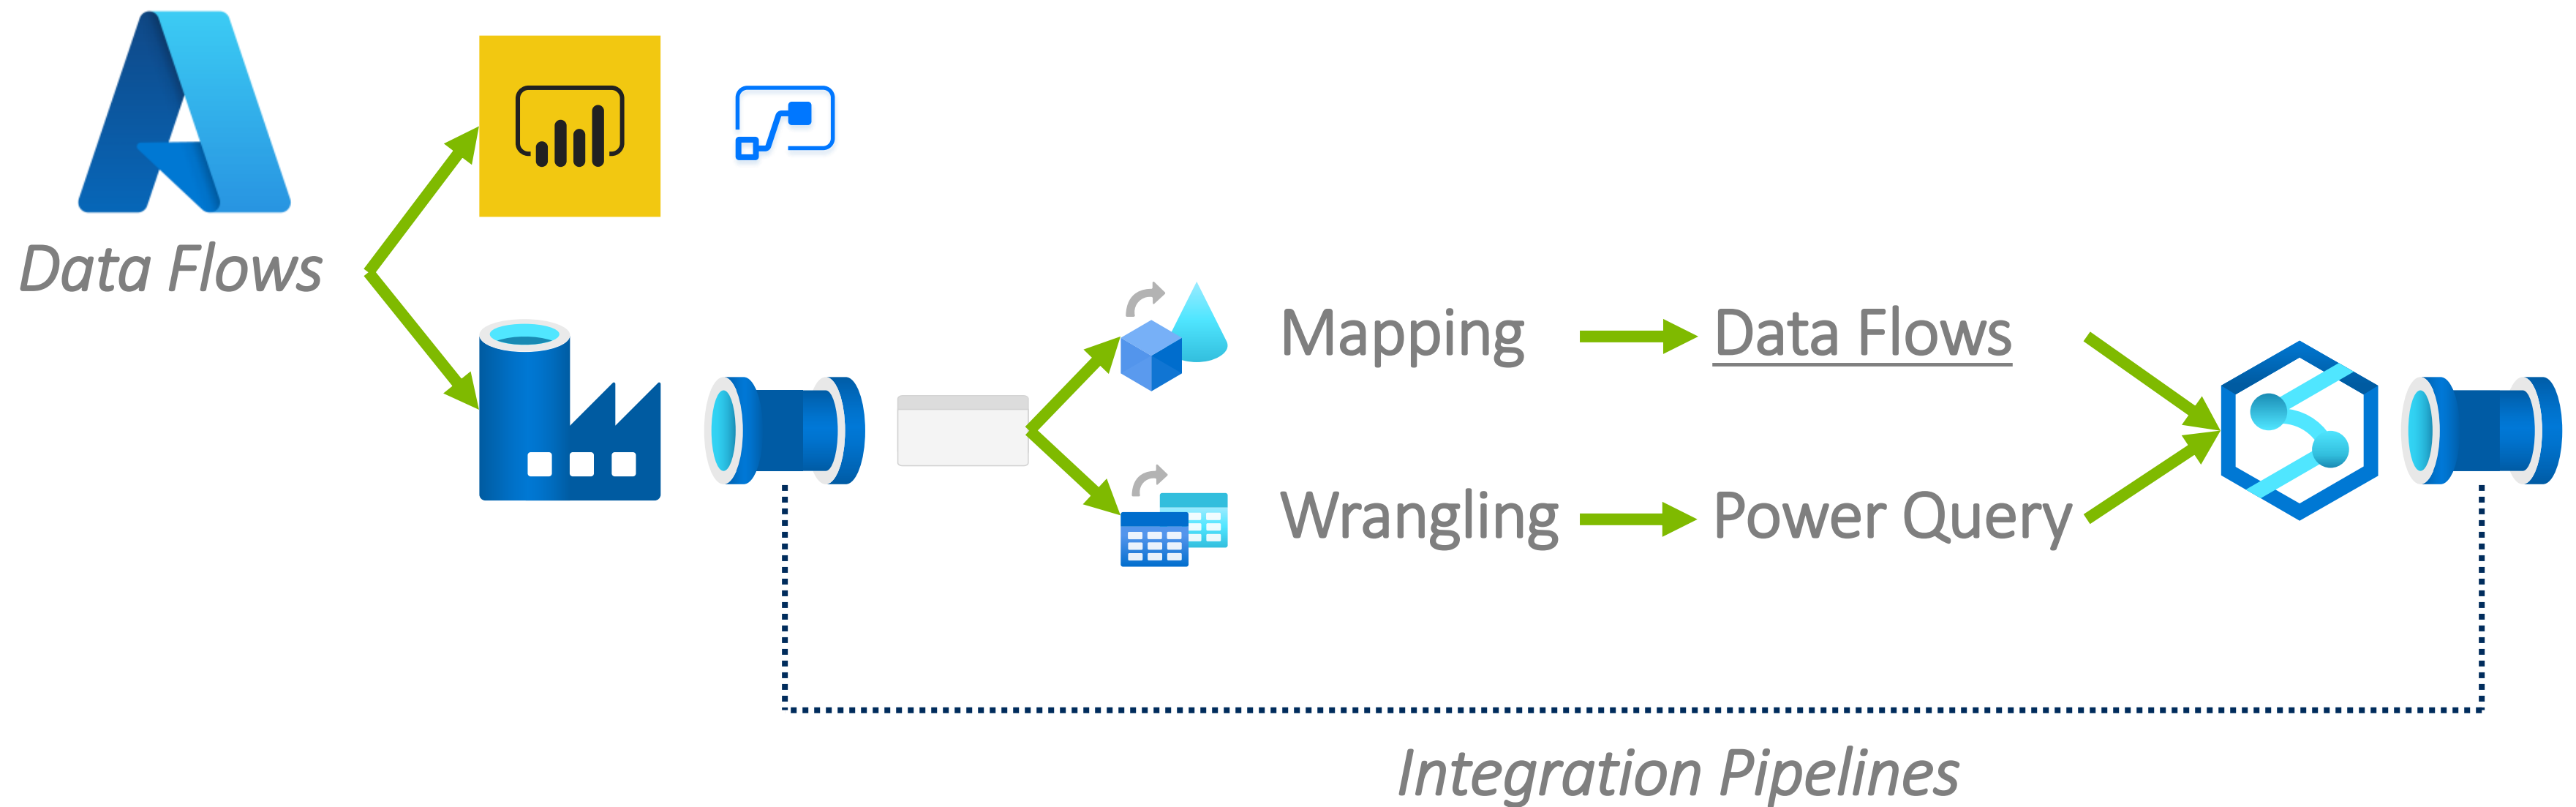 Data Flows
Mapping
Data Flows
Wrangling
Power Query
Integration Pipelines